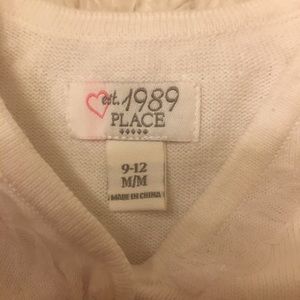 est. 1989
PLACE
9-12
M/M
MADE IN CHINA